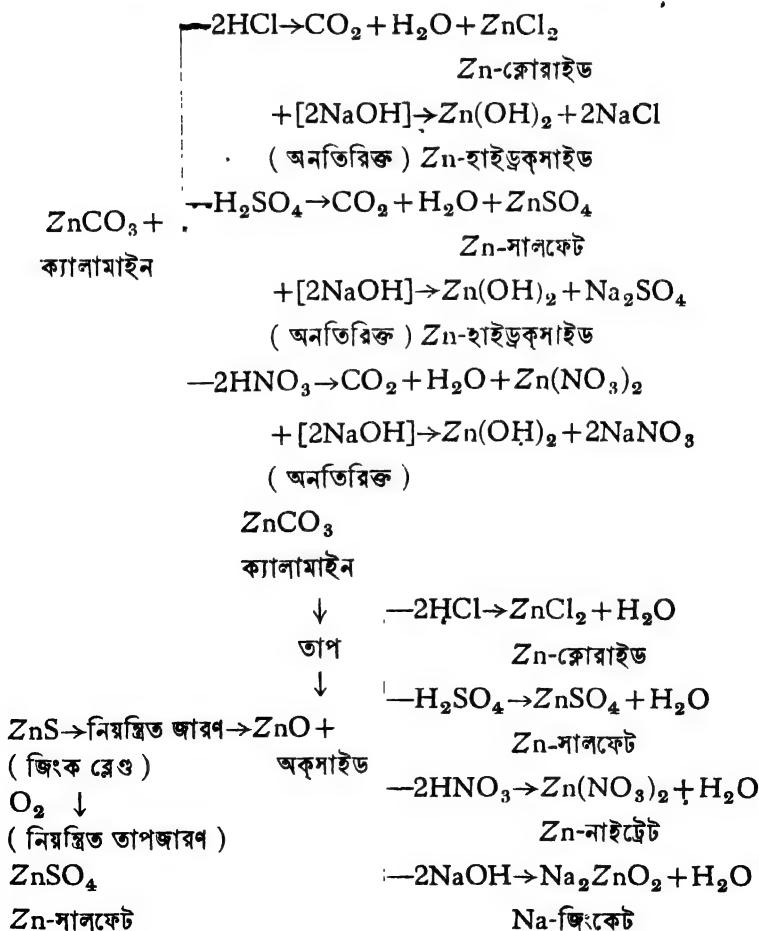 —2HCl→CO₂+H₂O+ZnCl₂
Zn-ক্লোরাইড
+[2NaOH]→Zn(OH)₂+2NaCl
( অনতিরিক্ত ) Zn-হাইড্রক্‌সাইড
ZnCO₃+ —H₂SO₄→CO₂+H₂O+ZnSO₄
ক্যালামাইন Zn-সালফেট
+[2NaOH]→Zn(OH)₂+Na₂SO₄
( অনতিরিক্ত ) Zn-হাইড্রক্‌সাইড
—2HNO₃→CO₂+H₂O+Zn(NO₃)₂
+[2NaOH]→Zn(OH)₂+2NaNO₃
( অনতিরিক্ত )
ZnCO₃
ক্যালামাইন
↓ —2HCl→ZnCl₂+H₂O
তাপ Zn-ক্লোরাইড
↓ —H₂SO₄→ZnSO₄+H₂O
ZnS→নিয়ন্ত্রিত জারণ→ZnO+ Zn-সালফেট
( জিংক ব্লেণ্ড ) অক্‌সাইড
—2HNO₃→Zn(NO₃)₂+H₂O
O₂ ↓
( নিয়ন্ত্রিত তাপজারণ ) Zn-নাইট্রেট
ZnSO₄ —2NaOH→Na₂ZnO₂+H₂O
Zn-সালফেট Na-জিংকেট